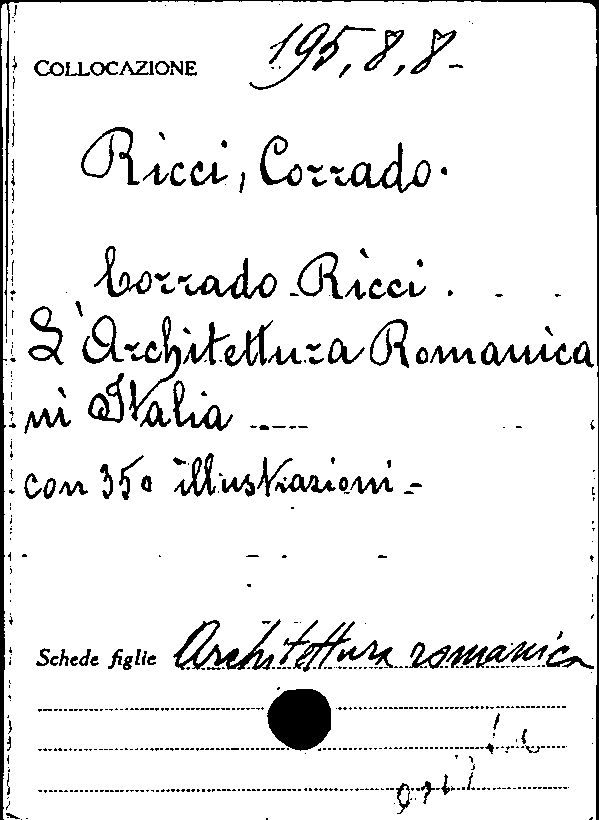 COLLOCAZIONE 195,8,8-
Ricci, Corrado.
Corrado Ricci.
L'Architettura Romanica
in Italia
con 350 illustrazioni-
Schede figlie Architettura romanica